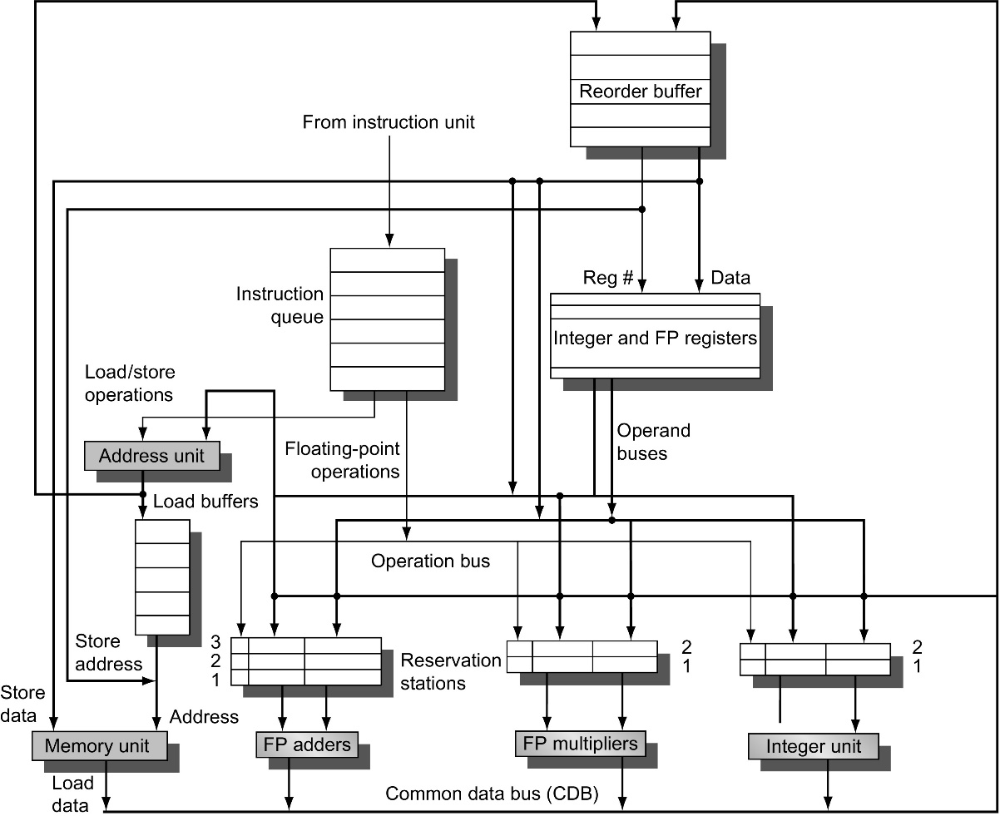 Reorder buffer
From instruction unit
Reg #
Data
Instruction
queue
Integer and FP registers
Load/store
operations
Operand
buses
Floating-point
operations
Address unit
Load buffers
Operation bus
Store
address
3
2
1
Reservation
stations
2
1
2
1
Store
data
Address
Memory unit
FP adders
FP multipliers
Integer unit
Load
data
Common data bus (CDB)